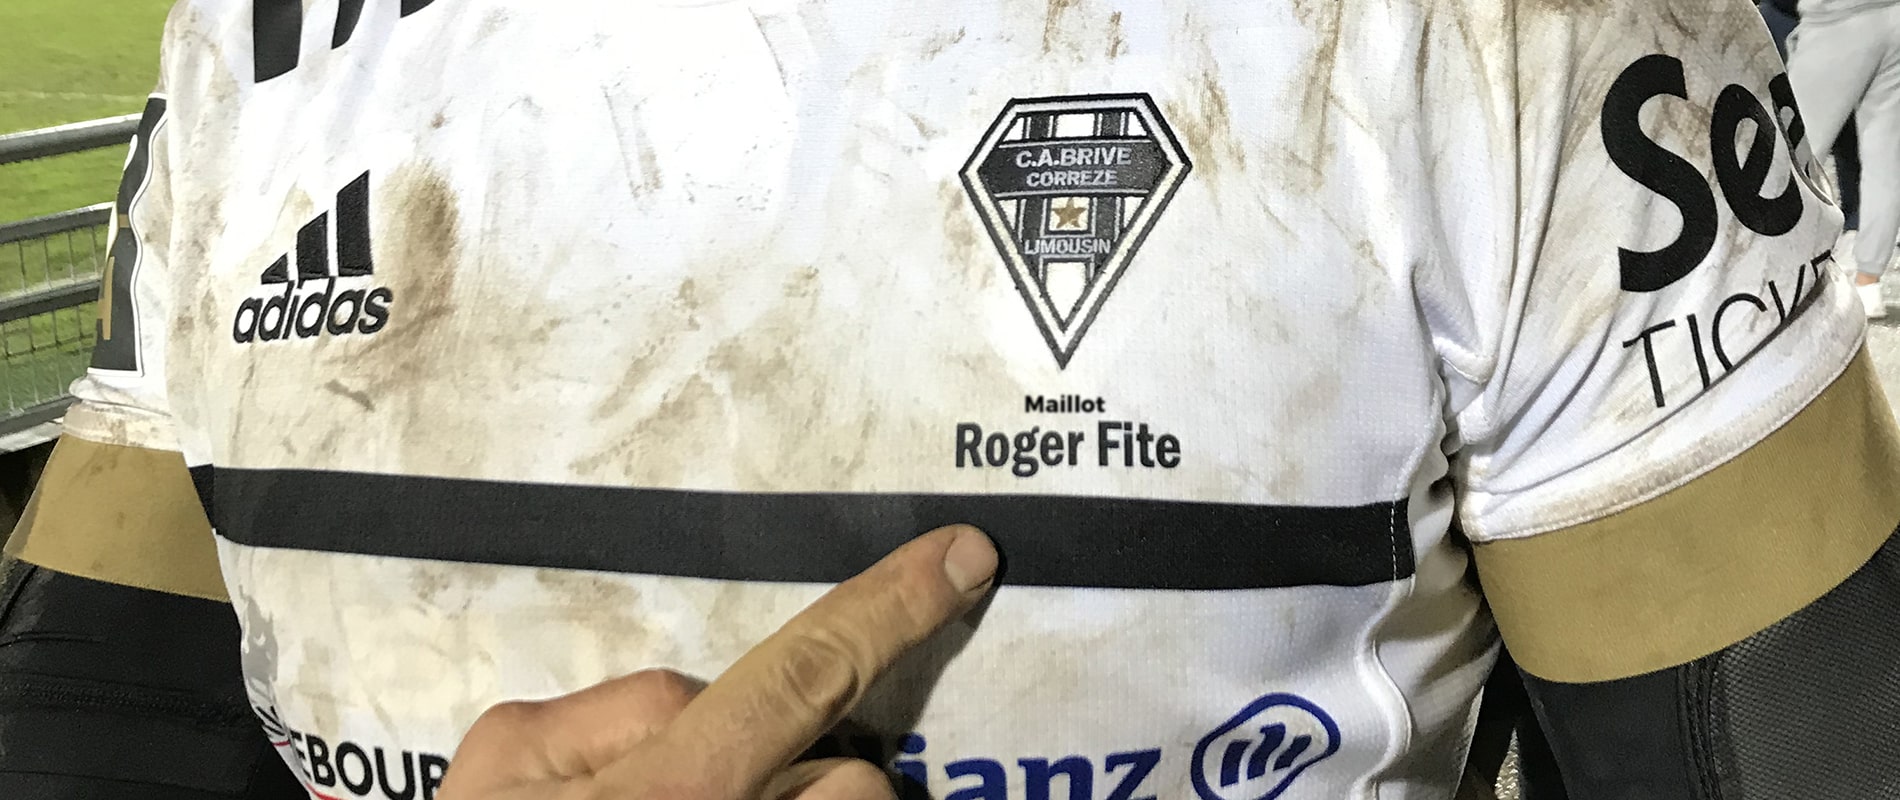 adidas
C.A.BRIVE
CORREZE
LIMOUSIN
Maillot
Roger Fite